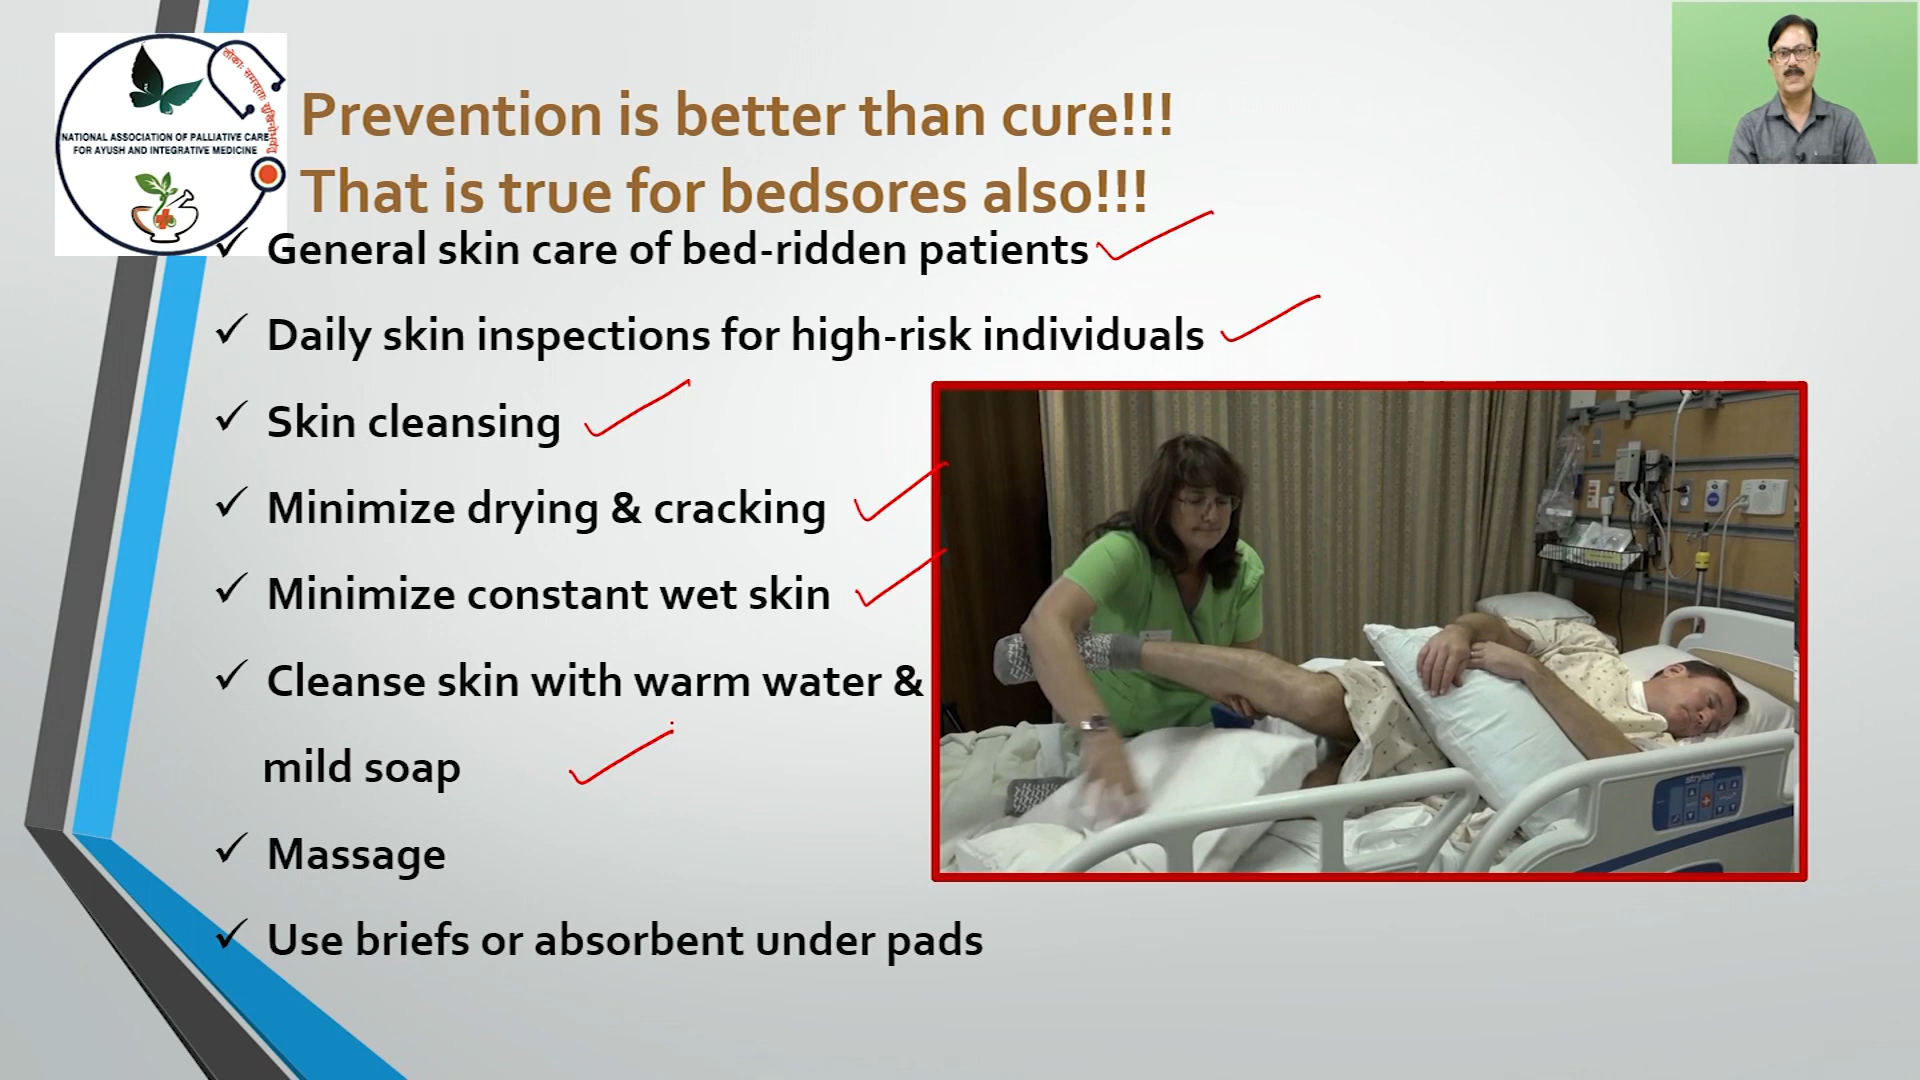 लोकाः समस्ताः सुखिनोभवन्तु
NATIONAL ASSOCIATION OF PALLIATIVE CARE
FOR AYUSH AND INTEGRATIVE MEDICINE
Prevention is better than cure!!!
That is true for bedsores also!!!
General skin care of bed-ridden patients
Daily skin inspections for high-risk individuals
Skin cleansing
Minimize drying & cracking
Minimize constant wet skin
Cleanse skin with warm water &
mild soap
Massage
Use briefs or absorbent under pads
stryker